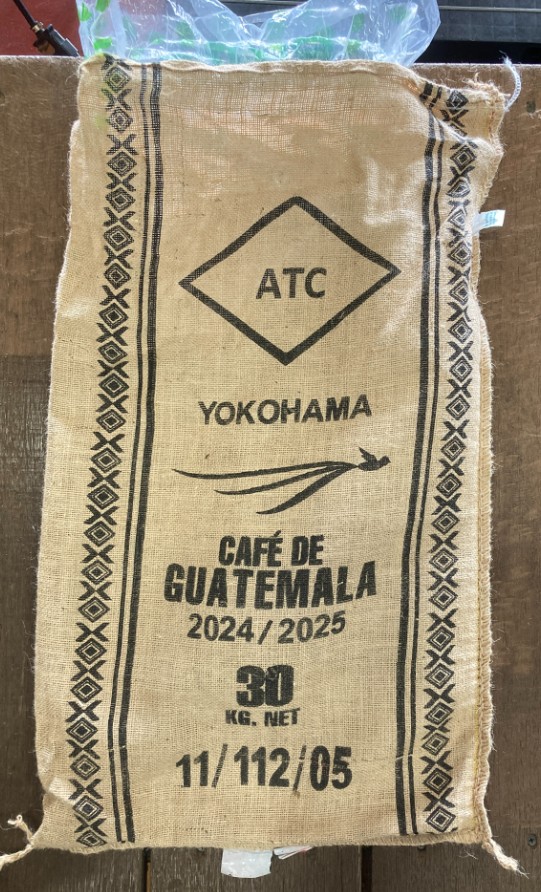 ATC
YOKOHAMA
CAFÉ DE
GUATEMALA
2024/2025
30
KG. NET
11/112/05